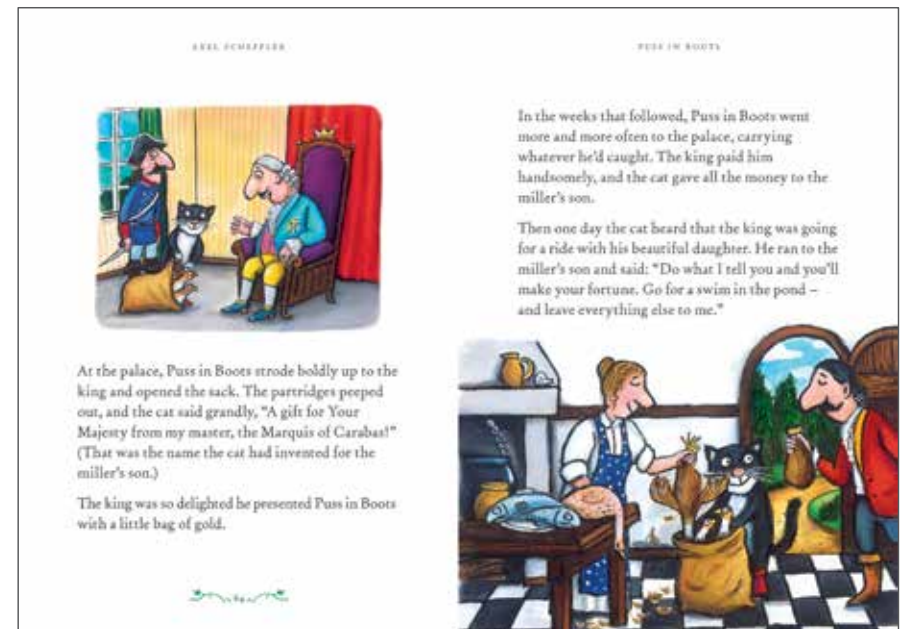 AXEL SCHEFFLER
At the palace, Puss in Boots strode boldly up to the
king and opened the sack. The partridges peeped
out, and the cat said grandly, “A gift for Your
Majesty from my master, the Marquis of Carabas!”
(That was the name the cat had invented for the
miller’s son.)
The king was so delighted he presented Puss in Boots
with a little bag of gold.
PUSS IN BOOTS
In the weeks that followed, Puss in Boots went
more and more often to the palace, carrying
whatever he’d caught. The king paid him
handsomely, and the cat gave all the money to the
miller’s son.
Then one day the cat heard that the king was going
for a ride with his beautiful daughter. He ran to the
miller’s son and said: “Do what I tell you and you’ll
make your fortune. Go for a swim in the pond –
and leave everything else to me.”